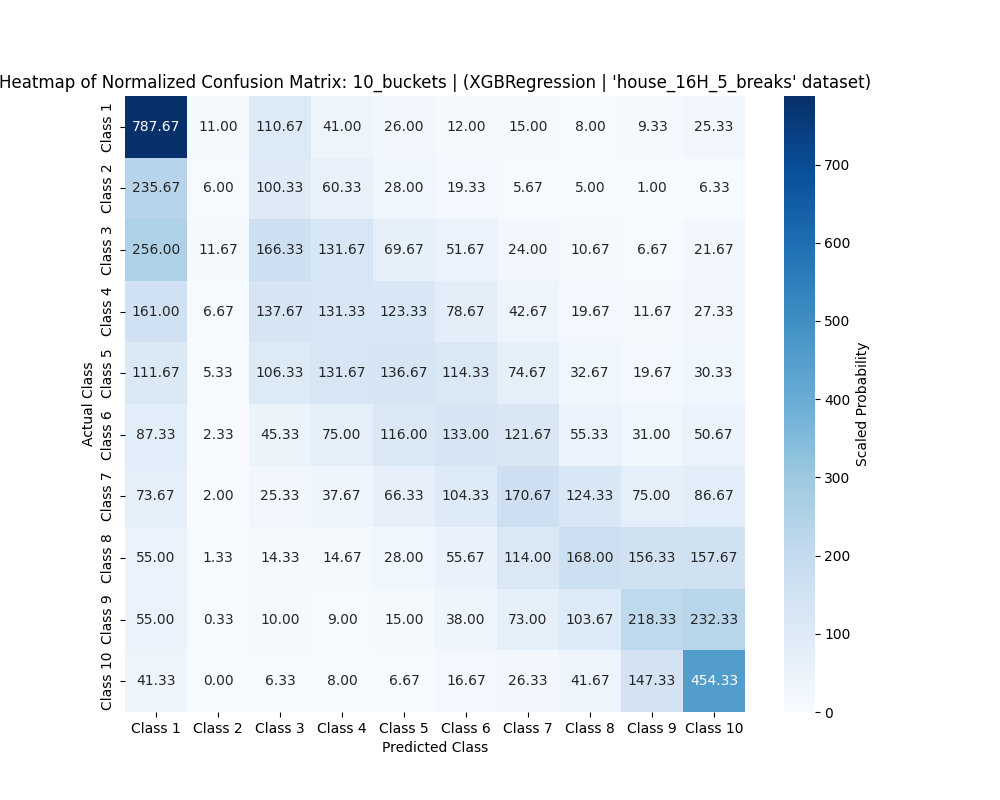 Heatmap of Normalized Confusion Matrix: 10_buckets | (XGBRegression | 'house_16H_5_breaks' dataset)
Class 1 787.67 11.00 110.67 41.00 26.00 12.00 15.00 8.00 9.33 25.33
Class 2 235.67 6.00 100.33 60.33 28.00 19.33 5.67 5.00 1.00 6.33
Class 3 256.00 11.67 166.33 131.67 69.67 51.67 24.00 10.67 6.67 21.67
Class 4 161.00 6.67 137.67 131.33 123.33 78.67 42.67 19.67 11.67 27.33
Class 5 111.67 5.33 106.33 131.67 136.67 114.33 74.67 32.67 19.67 30.33
Class 6 87.33 2.33 45.33 75.00 116.00 133.00 121.67 55.33 31.00 50.67
Class 7 73.67 2.00 25.33 37.67 66.33 104.33 170.67 124.33 75.00 86.67
Class 8 55.00 1.33 14.33 14.67 28.00 55.67 114.00 168.00 156.33 157.67
Class 9 55.00 0.33 10.00 9.00 15.00 38.00 73.00 103.67 218.33 232.33
Class 10 41.33 0.00 6.33 8.00 6.67 16.67 26.33 41.67 147.33 454.33
Class 1 Class 2 Class 3 Class 4 Class 5 Class 6 Class 7 Class 8 Class 9 Class 10
Predicted Class
Actual Class
700
600
500
400
300
200
100
0
Scaled Probability